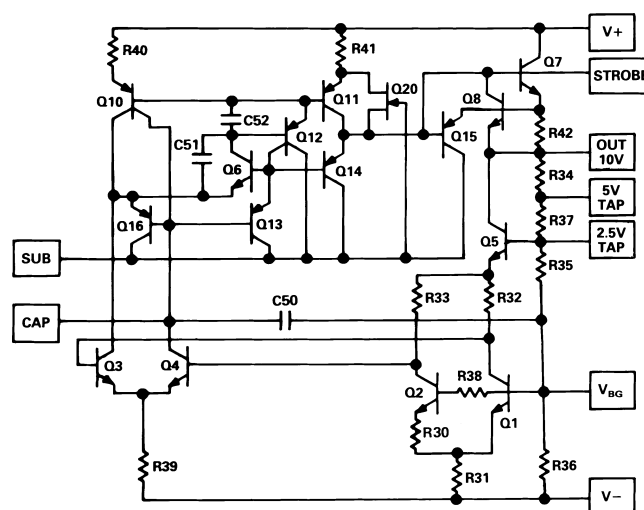 R40
R41
V+
Q7
STROBE
Q20
Q10
Q11
Q8
C52
Q12
Q15
R42
OUT
10V
C51
Q6
Q14
R34
5V
TAP
Q16
Q13
R37
Q5
2.5V
TAP
SUB
R35
R33
R32
C50
CAP
Q3
Q4
R38
Q2
VBG
Q1
R30
R39
R31
R36
V−